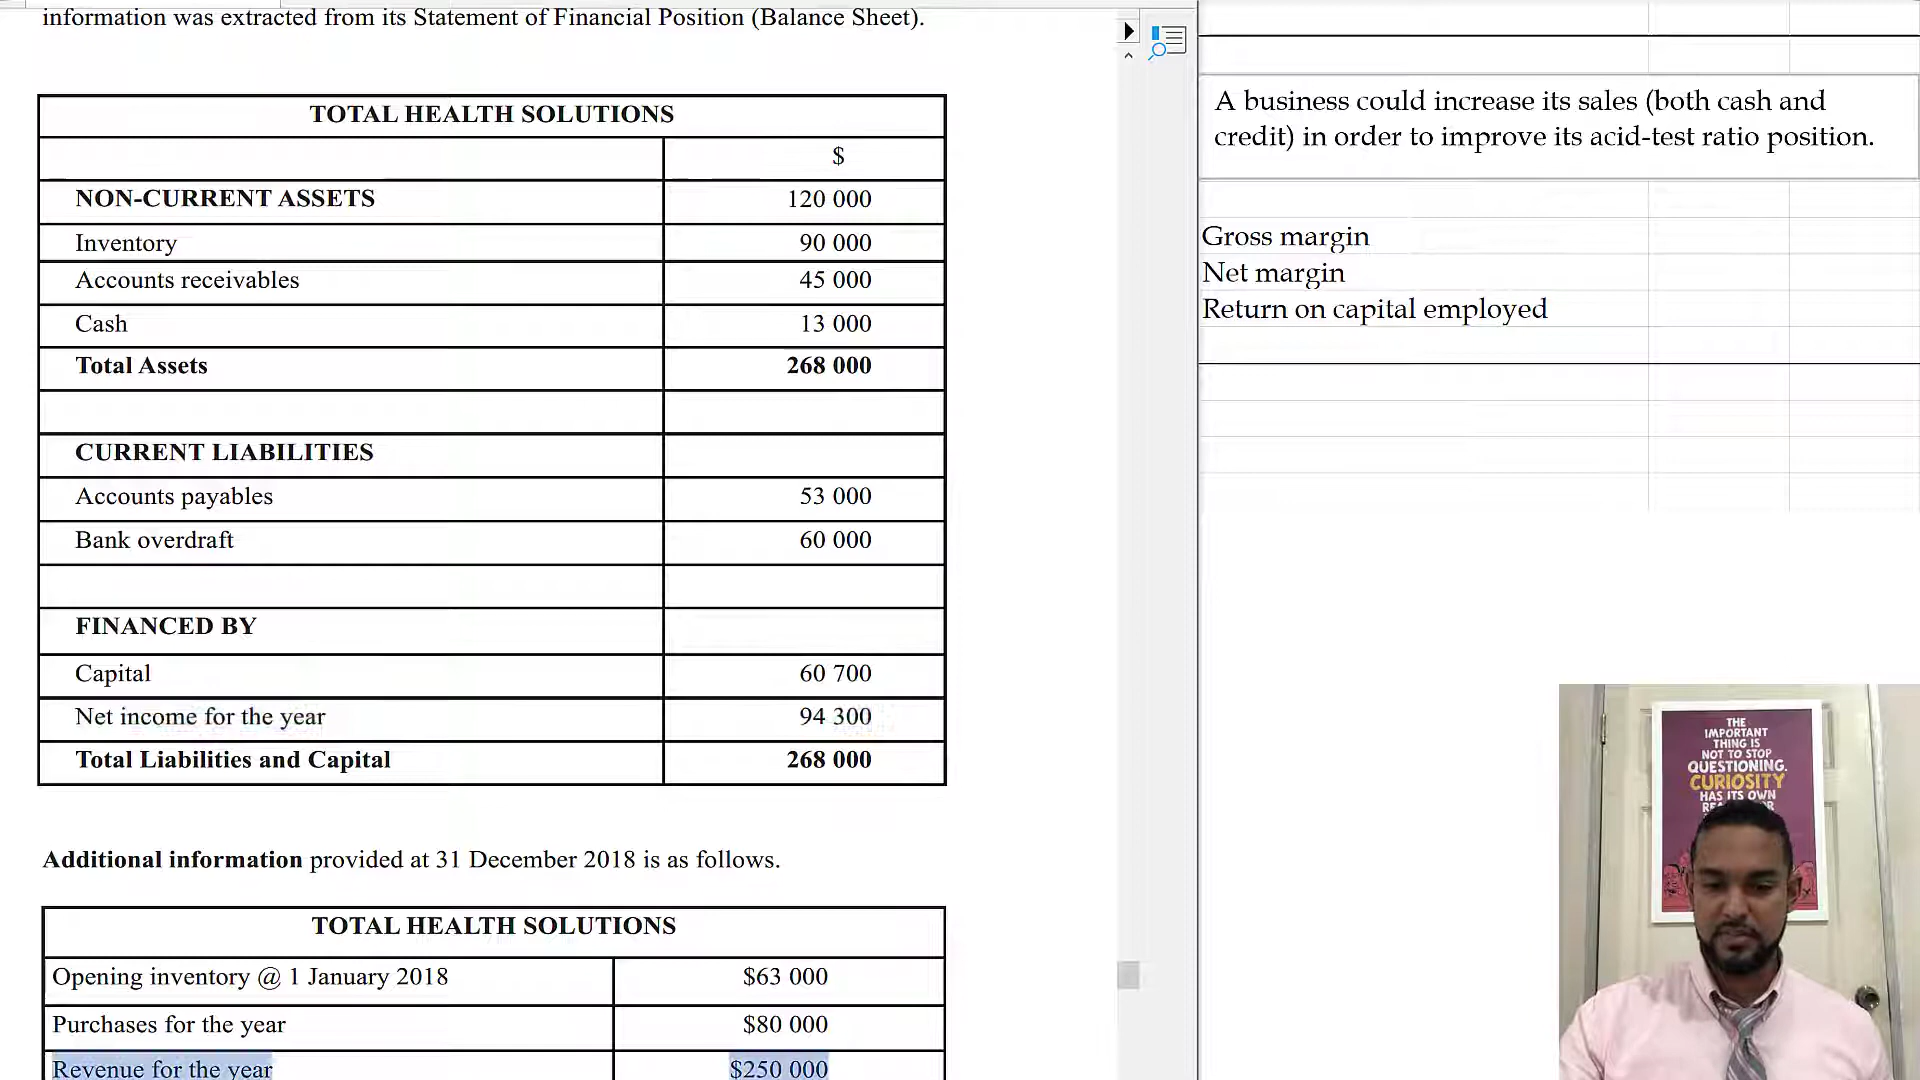 information was extracted from its Statement of Financial Position (Balance Sheet).
TOTAL HEALTH SOLUTIONS
$
NON-CURRENT ASSETS 120 000
Inventory 90 000
Accounts receivables 45 000
Cash 13 000
Total Assets 268 000
CURRENT LIABILITIES
Accounts payables 53 000
Bank overdraft 60 000
FINANCED BY
Capital 60 700
Net income for the year 94 300
Total Liabilities and Capital 268 000
Additional information provided at 31 December 2018 is as follows.
TOTAL HEALTH SOLUTIONS
Opening inventory @ 1 January 2018 $63 000
Purchases for the year $80 000
Revenue for the year $250 000
A business could increase its sales (both cash and
credit) in order to improve its acid-test ratio position.
Gross margin
Net margin
Return on capital employed
THE
IMPORTANT
THING IS
NOT TO STOP
QUESTIONING.
CURIOSITY
HAS ITS OWN